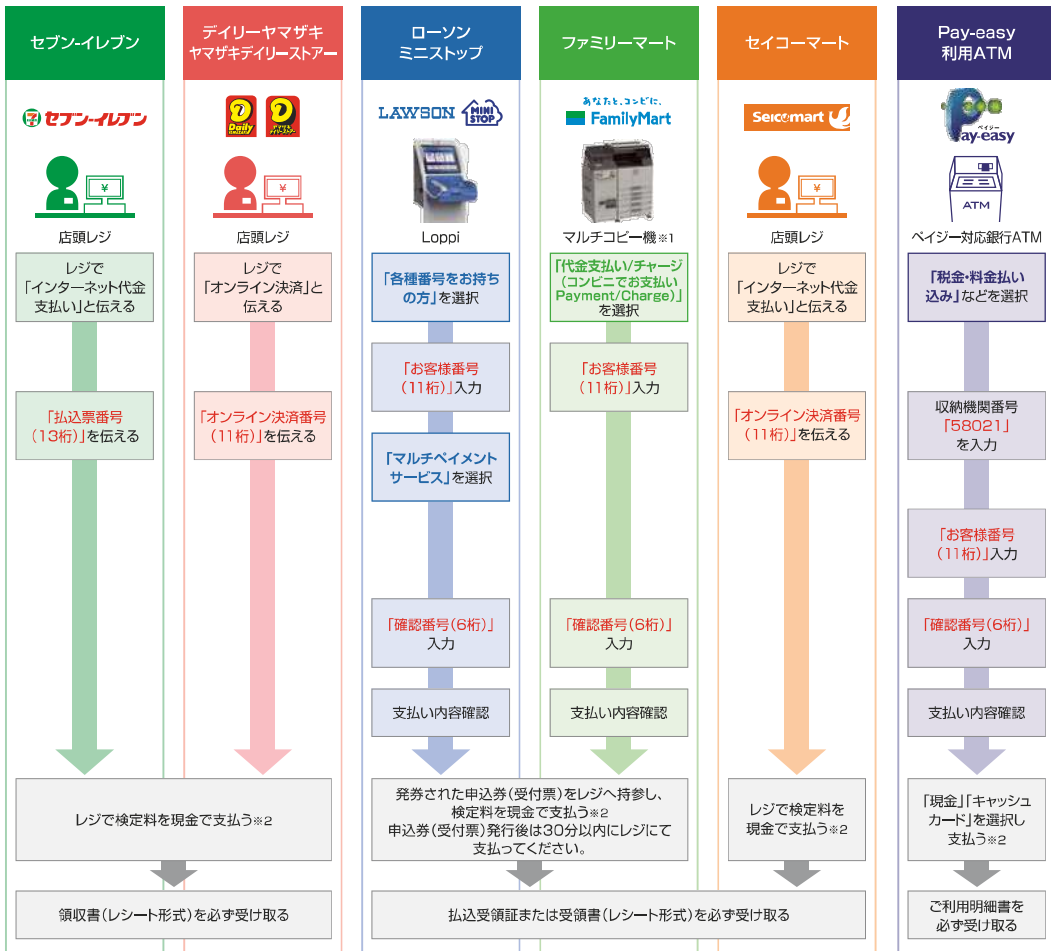 セブン-イレブン
デイリーヤマザキ
ヤマザキデイリーストアー
ローソン
ミニストップ
ファミリーマート
セイコーマート
Pay-easy
利用ATM
セブン-イレブン
Daily
LAWSON
MINI
STOP
あなたと、コンビに、
FamilyMart
Seicomart
ペイジー
Pay-easy
¥
¥
¥
ATM
店頭レジ
店頭レジ
Loppi
マルチコピー機※1
店頭レジ
ペイジー対応銀行ATM
レジで
「インターネット代金
支払い」と伝える
「払込票番号
(13桁)」を伝える
レジで
「オンライン決済」と
伝える
「オンライン決済番号
(11桁)」を伝える
「各種番号をお持ち
の方」を選択
「お客様番号
(11桁)」入力
「マルチペイメント
サービス」を選択
「確認番号(6桁)」
入力
支払い内容確認
「代金支払い/チャージ
(コンビニでお支払い
Payment/Charge)」
を選択
「お客様番号
(11桁)」入力
「確認番号(6桁)」
入力
支払い内容確認
レジで
「インターネット代金
支払い」と伝える
「オンライン決済番号
(11桁)」を伝える
「税金・料金払い
込み」などを選択
収納機関番号
「58021」
を入力
「お客様番号
(11桁)」入力
「確認番号(6桁)」
入力
支払い内容確認
レジで検定料を現金で支払う※2
発券された申込券(受付票)をレジへ持参し、
検定料を現金で支払う※2
申込券(受付票)発行後は30分以内にレジにて
支払ってください。
レジで検定料を
現金で支払う※2
「現金」「キャッシュ
カード」を選択し
支払う※2
領収書(レシート形式)を必ず受け取る
払込受領証または受領書(レシート形式)を必ず受け取る
ご利用明細書を
必ず受け取る